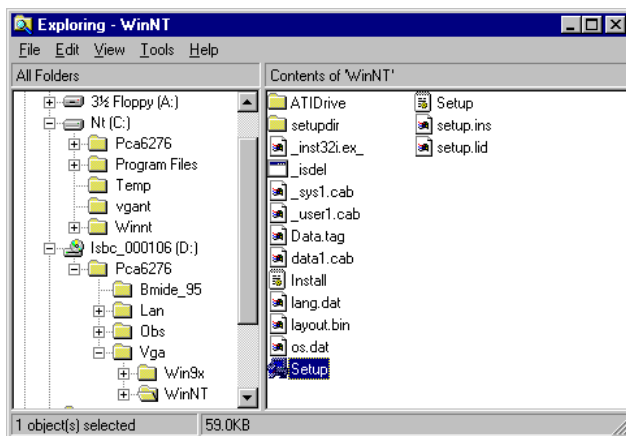 Exploring - WinNT
File Edit View Tools Help
All Folders
Contents of 'WinNT'
3½ Floppy (A:)
Nt (C:)
Pca6276
Program Files
Temp
vgant
Winnt
Isbc_000106 (D:)
Pca6276
Bmide_95
Lan
Obs
Vga
Win9x
WinNT
ATIDrive
setupdir
_inst32i.ex_
_isdel
_sys1.cab
_user1.cab
Data.tag
data1.cab
Install
lang.dat
layout.bin
os.dat
Setup
Setup
setup.ins
setup.lid
1 object(s) selected
59.0KB